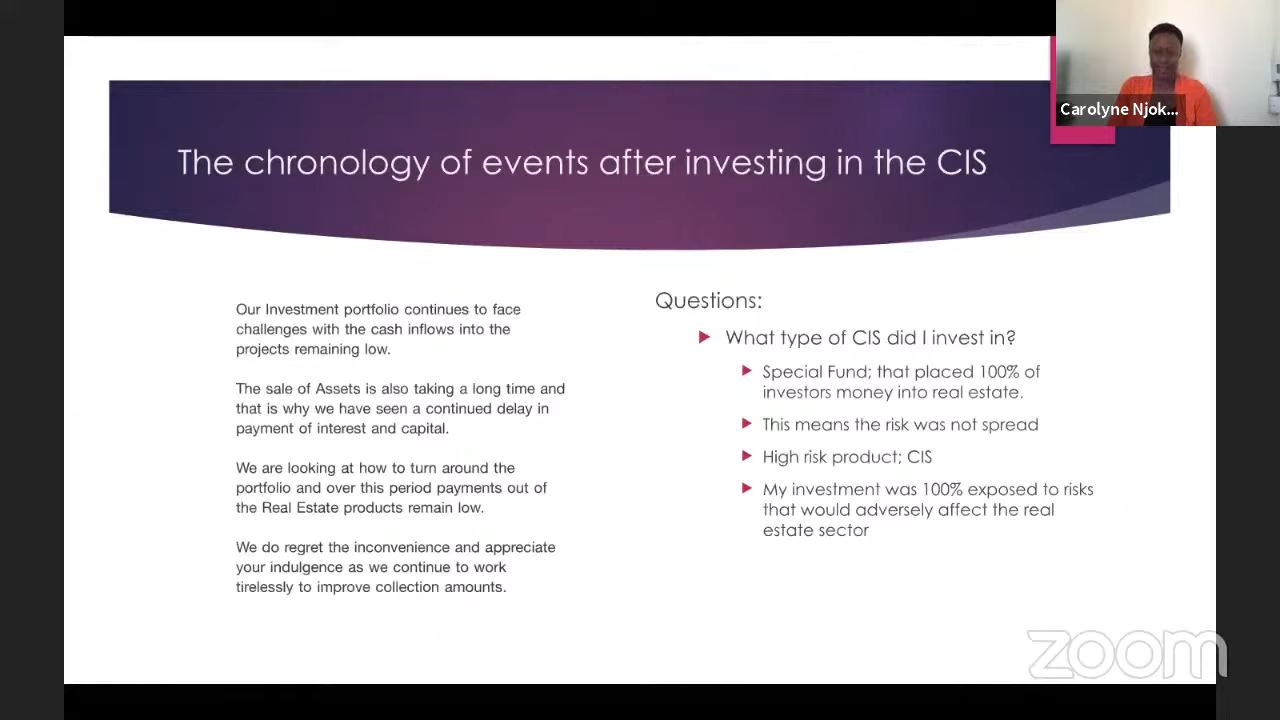 Carolyne Njok...
The chronology of events after investing in the CIS
Our Investment portfolio continues to face
challenges with the cash inflows into the
projects remaining low.
The sale of Assets is also taking a long time and
that is why we have seen a continued delay in
payment of interest and capital.
We are looking at how to turn around the
portfolio and over this period payments out of
the Real Estate products remain low.
We do regret the inconvenience and appreciate
your indulgence as we continue to work
tirelessly to improve collection amounts.
Questions:
What type of CIS did I invest in?
Special Fund; that placed 100% of
investors money into real estate.
This means the risk was not spread
High risk product; CIS
My investment was 100% exposed to risks
that would adversely affect the real
estate sector
zoom